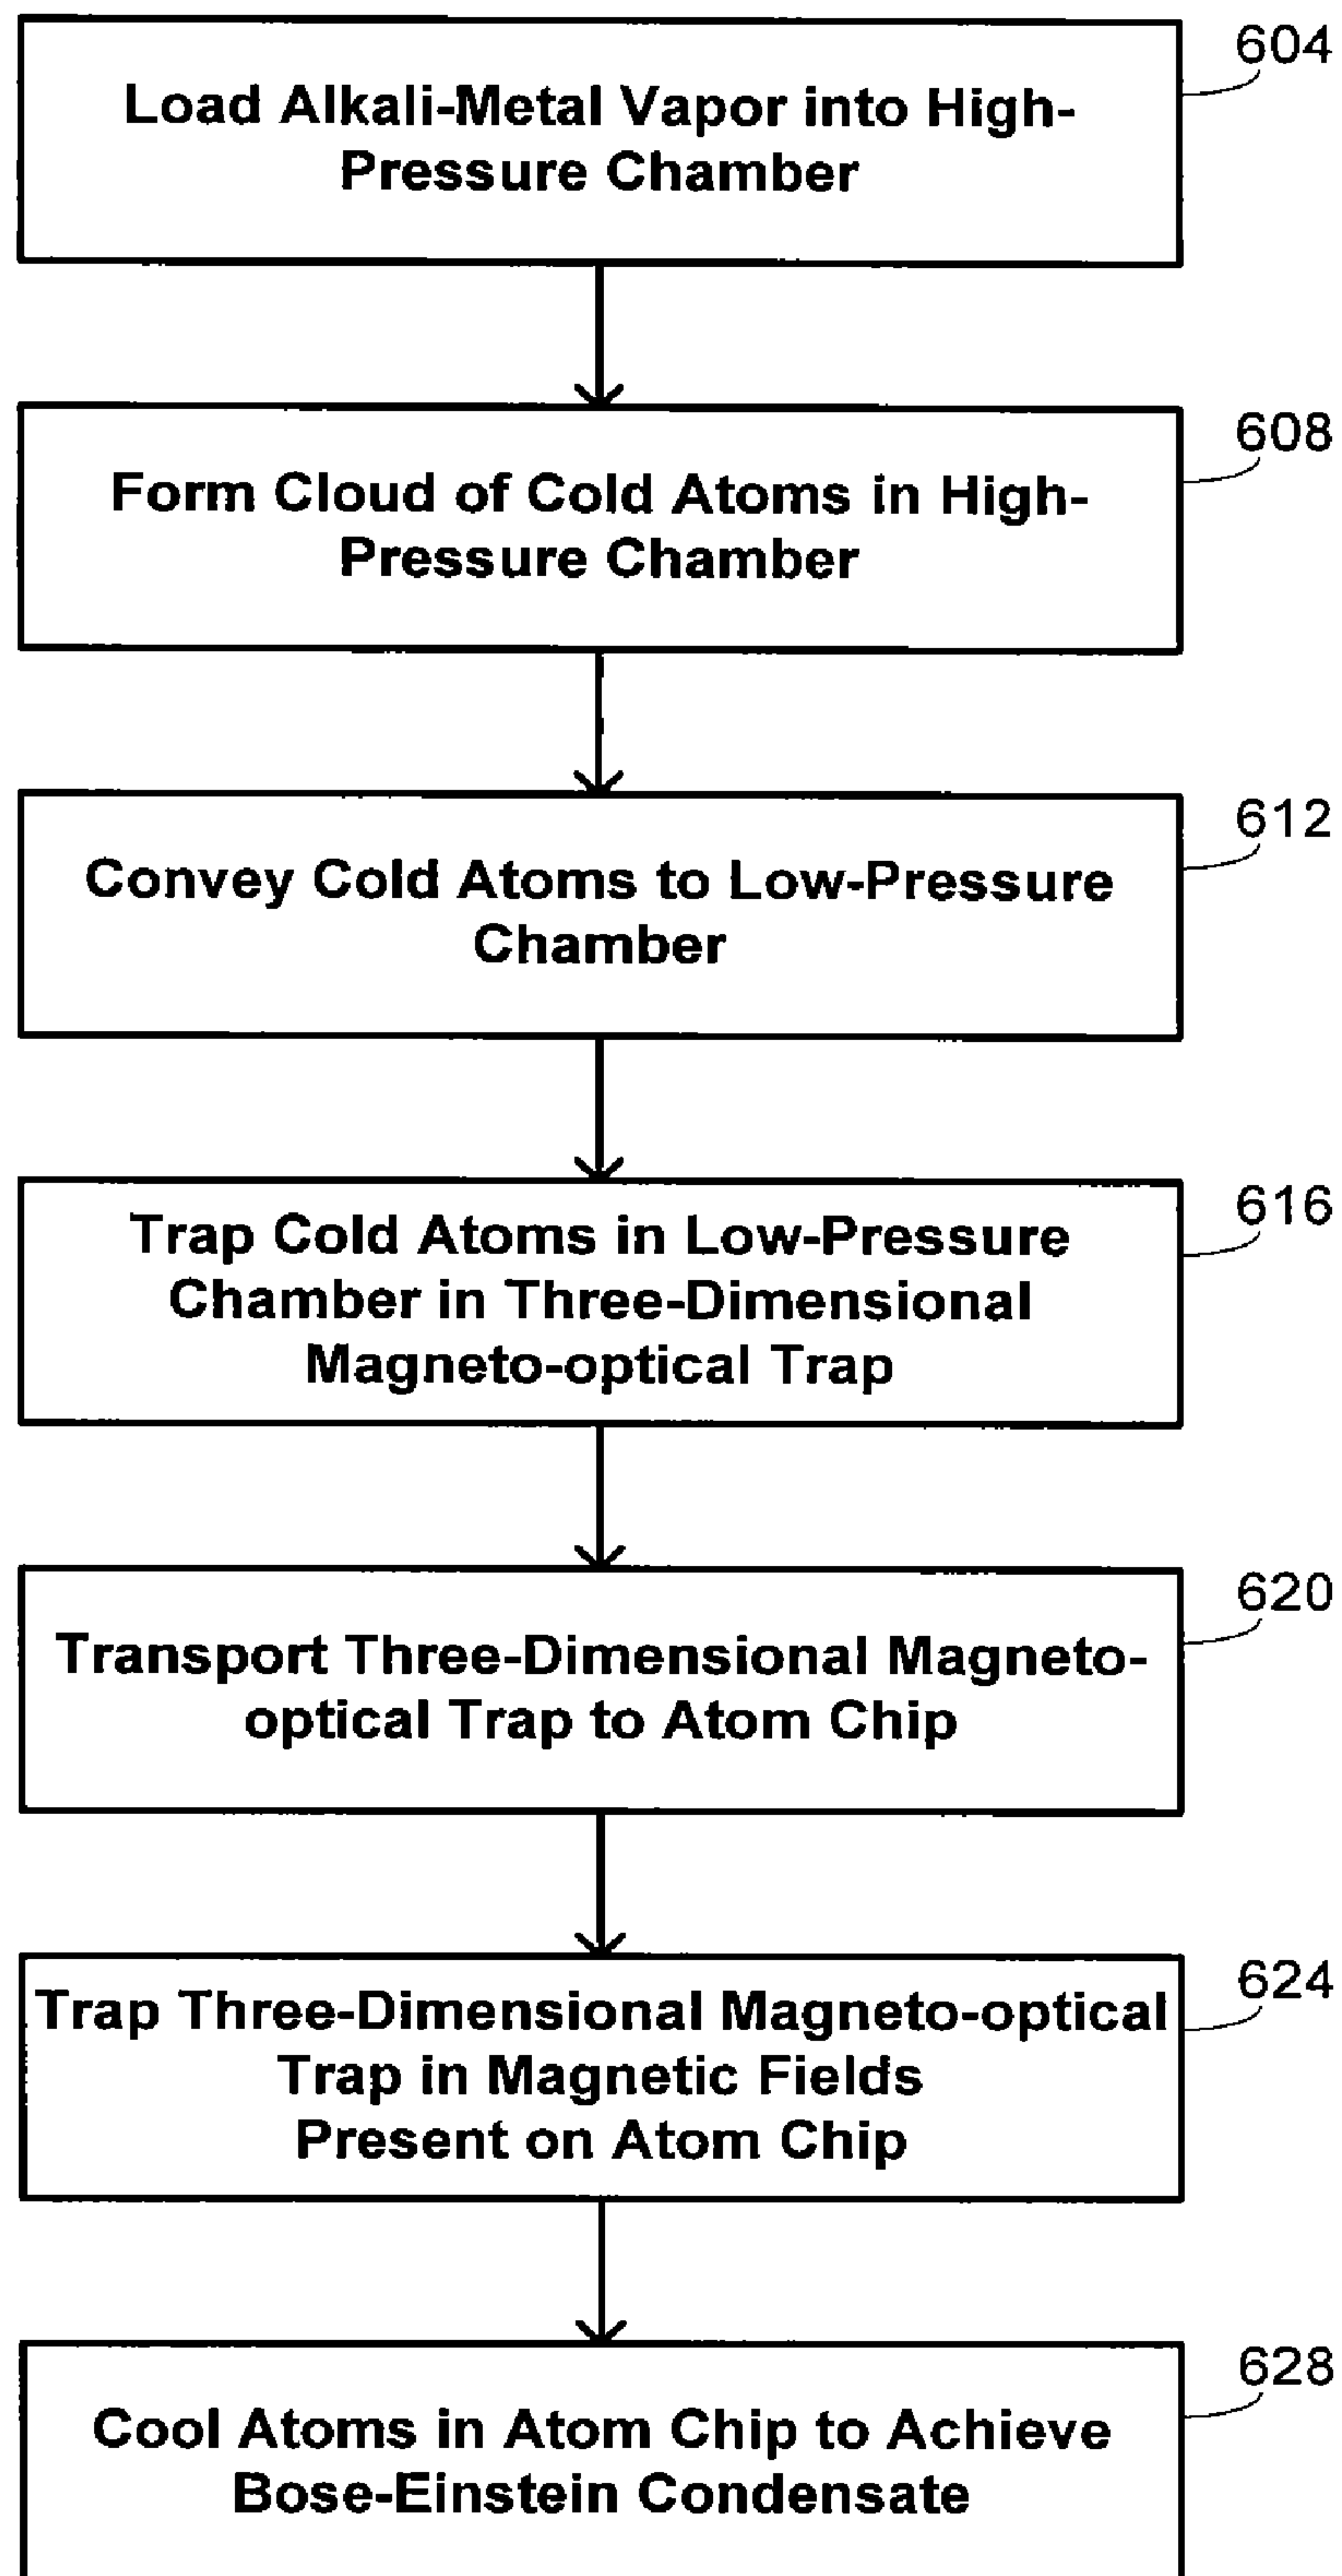 604
Load Alkali-Metal Vapor into High-
Pressure Chamber
608
Form Cloud of Cold Atoms in High-
Pressure Chamber
612
Convey Cold Atoms to Low-Pressure
Chamber
616
Trap Cold Atoms in Low-Pressure
Chamber in Three-Dimensional
Magneto-optical Trap
620
Transport Three-Dimensional Magneto-
optical Trap to Atom Chip
624
Trap Three-Dimensional Magneto-optical
Trap in Magnetic Fields
Present on Atom Chip
628
Cool Atoms in Atom Chip to Achieve
Bose-Einstein Condensate